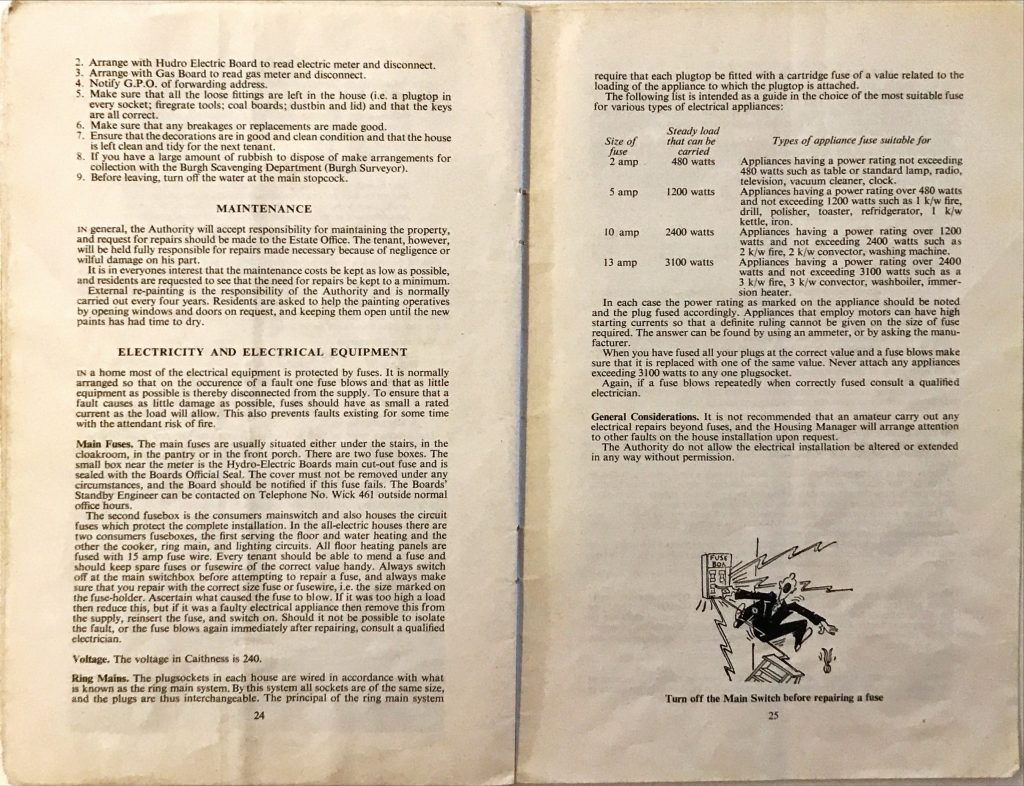 2. Arrange with Hudro Electric Board to read electric meter and disconnect.
3. Arrange with Gas Board to read gas meter and disconnect.
4. Notify G.P.O. of forwarding address.
5. Make sure that all the loose fittings are left in the house (i.e. a plugtop in
every socket; firegrate tools; coal boards; dustbin and lid) and that the keys
are all correct.
6. Make sure that any breakages or replacements are made good.
7. Ensure that the decorations are in good and clean condition and that the house
is left clean and tidy for the next tenant.
8. If you have a large amount of rubbish to dispose of make arrangements for
collection with the Burgh Scavenging Department (Burgh Surveyor).
9. Before leaving, turn off the water at the main stopcock.
MAINTENANCE
IN general, the Authority will accept responsibility for maintaining the property,
and request for repairs should be made to the Estate Office. The tenant, however,
will be held fully responsible for repairs made necessary because of negligence or
wilful damage on his part.
It is in everyones interest that the maintenance costs be kept as low as possible,
and residents are requested to see that the need for repairs be kept to a minimum.
External re-painting is the responsibility of the Authority and is normally
carried out every four years. Residents are asked to help the painting operatives
by opening windows and doors on request, and keeping them open until the new
paints has had time to dry.
ELECTRICITY AND ELECTRICAL EQUIPMENT
IN a home most of the electrical equipment is protected by fuses. It is normally
arranged so that on the occurence of a fault one fuse blows and that as little
equipment as possible is thereby disconnected from the supply. To ensure that a
fault causes as little damage as possible, fuses should have as small a rated
current as the load will allow. This also prevents faults existing for some time
with the attendant risk of fire.
Main Fuses. The main fuses are usually situated either under the stairs, in the
cloakroom, in the pantry or in the front porch. There are two fuse boxes. The
small box near the meter is the Hydro-Electric Boards main cut-out fuse and is
sealed with the Boards Official Seal. The cover must not be removed under any
circumstances, and the Board should be notified if this fuse fails. The Boards'
Standby Engineer can be contacted on Telephone No. Wick 461 outside normal
office hours.
The second fusebox is the consumers mainswitch and also houses the circuit
fuses which protect the complete installation. In the all-electric houses there are
two consumers fuseboxes, the first serving the floor and water heating and the
other the cooker, ring main, and lighting circuits. All floor heating panels are
fused with 15 amp fuse wire. Every tenant should be able to mend a fuse and
should keep spare fuses or fusewire of the correct value handy. Always switch
off at the main switchbox before attempting to repair a fuse, and always make
sure that you repair with the correct size fuse or fusewire, i.e. the size marked on
the fuse-holder. Ascertain what caused the fuse to blow. If it was too high a load
then reduce this, but if it was a faulty electrical appliance then remove this from
the supply, reinsert the fuse, and switch on. Should it not be possible to isolate
the fault, or the fuse blows again immediately after repairing, consult a qualified
electrician.
Voltage. The voltage in Caithness is 240.
Ring Mains. The plugsockets in each house are wired in accordance with what
is known as the ring main system. By this system all sockets are of the same size,
and the plugs are thus interchangeable. The principal of the ring main system
24
require that each plugtop be fitted with a cartridge fuse of a value related to the
loading of the appliance to which the plugtop is attached.
The following list is intended as a guide in the choice of the most suitable fuse
for various types of electrical appliances:
Size of fuse Steady load that can be carried Types of appliance fuse suitable for
2 amp 480 watts Appliances having a power rating not exceeding
480 watts such as table or standard lamp, radio,
television, vacuum cleaner, clock.
5 amp 1200 watts Appliances having a power rating over 480 watts
and not exceeding 1200 watts such as 1 k/w fire,
drill, polisher, toaster, refridgerator, 1 k/w
kettle, iron.
10 amp 2400 watts Appliances having a power rating over 1200
watts and not exceeding 2400 watts such as
2 k/w fire, 2 k/w convector, washing machine.
13 amp 3100 watts Appliances having a power rating over 2400
watts and not exceeding 3100 watts such as a
3 k/w fire, 3 k/w convector, washboiler, immer-
sion heater.
In each case the power rating as marked on the appliance should be noted
and the plug fused accordingly. Appliances that employ motors can have high
starting currents so that a definite ruling cannot be given on the size of fuse
required. The answer can be found by using an ammeter, or by asking the manu-
facturer.
When you have fused all your plugs at the correct value and a fuse blows make
sure that it is replaced with one of the same value. Never attach any appliances
exceeding 3100 watts to any one plugsocket.
Again, if a fuse blows repeatedly when correctly fused consult a qualified
electrician.
General Considerations. It is not recommended that an amateur carry out any
electrical repairs beyond fuses, and the Housing Manager will arrange attention
to other faults on the house installation upon request.
The Authority do not allow the electrical installation be altered or extended
in any way without permission.
FUSE
BOX
Turn off the Main Switch before repairing a fuse
25